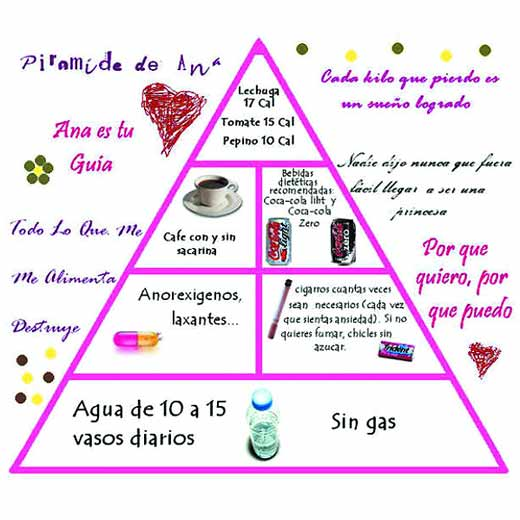 Piramide de Ana
Cada kilo que pierdo es
un sueño logrado
Lechuga
17 Cal
Tomate 15 Cal
Pepino 10 Cal
Ana es tu
Guia
Nadie dijo nunca que fuera
fácil llegar a ser una
princesa
Bebidas
dietéticas
recomendadas:
Coca-cola liht y
Coca-cola
Zero
Cafe con y sin
sacarina
light
zero
Todo Lo Que Me
Me Alimenta
Destruye
Por que
quiero, por
que puedo
Anorexigenos,
laxantes...
cigarros cuantas veces
sean necesarios (cada vez
que sientas ansiedad). Si no
quieres fumar, chicles sin
azucar.
Trident
Agua de 10 a 15
vasos diarios
Sin gas